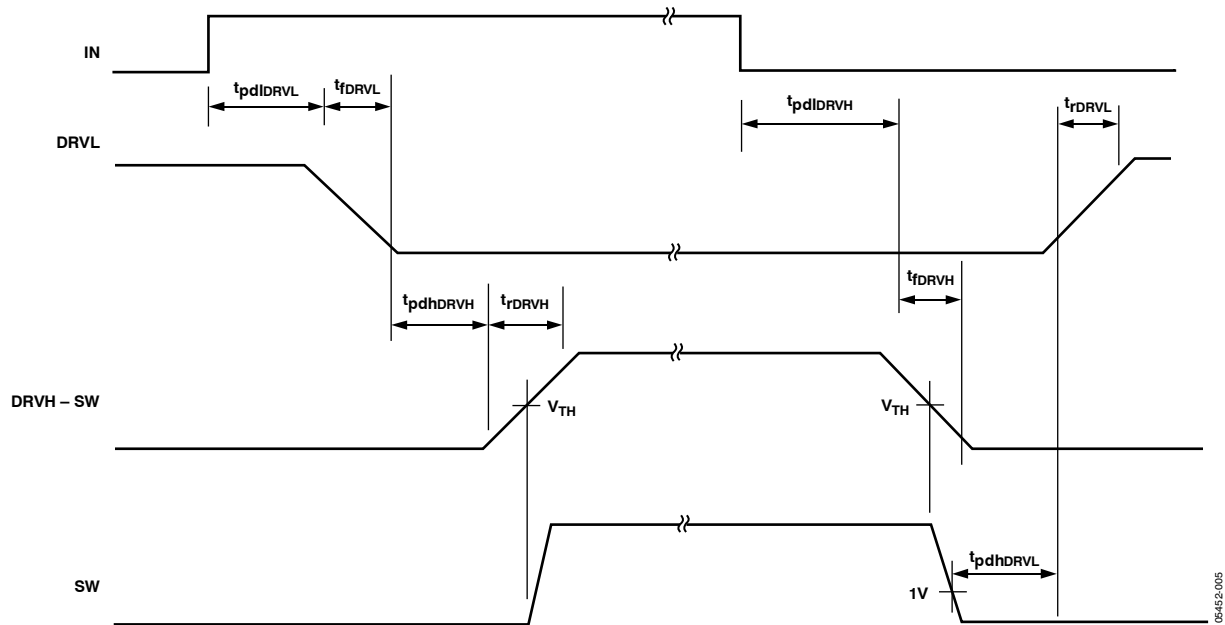 IN
tpdlDRVL
tfDRVL
tpdlDRVH
trDRVL
DRVL
tfDRVH
tpdhDRVH
trDRVH
DRVH – SW
VTH
VTH
tpdhDRVL
SW
1V
05452-005